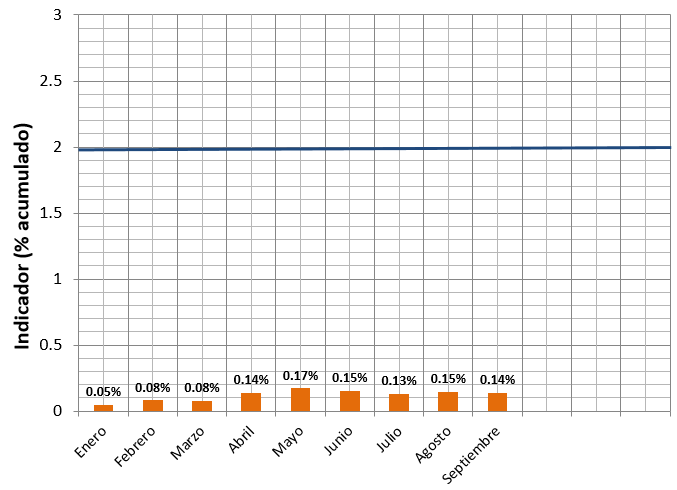 Indicador (% acumulado)
3
2.5
2
1.5
1
0.5
0
0.05%
0.08%
0.08%
0.14%
0.17%
0.15%
0.13%
0.15%
0.14%
Enero
Febrero
Marzo
Abril
Mayo
Junio
Julio
Agosto
Septiembre